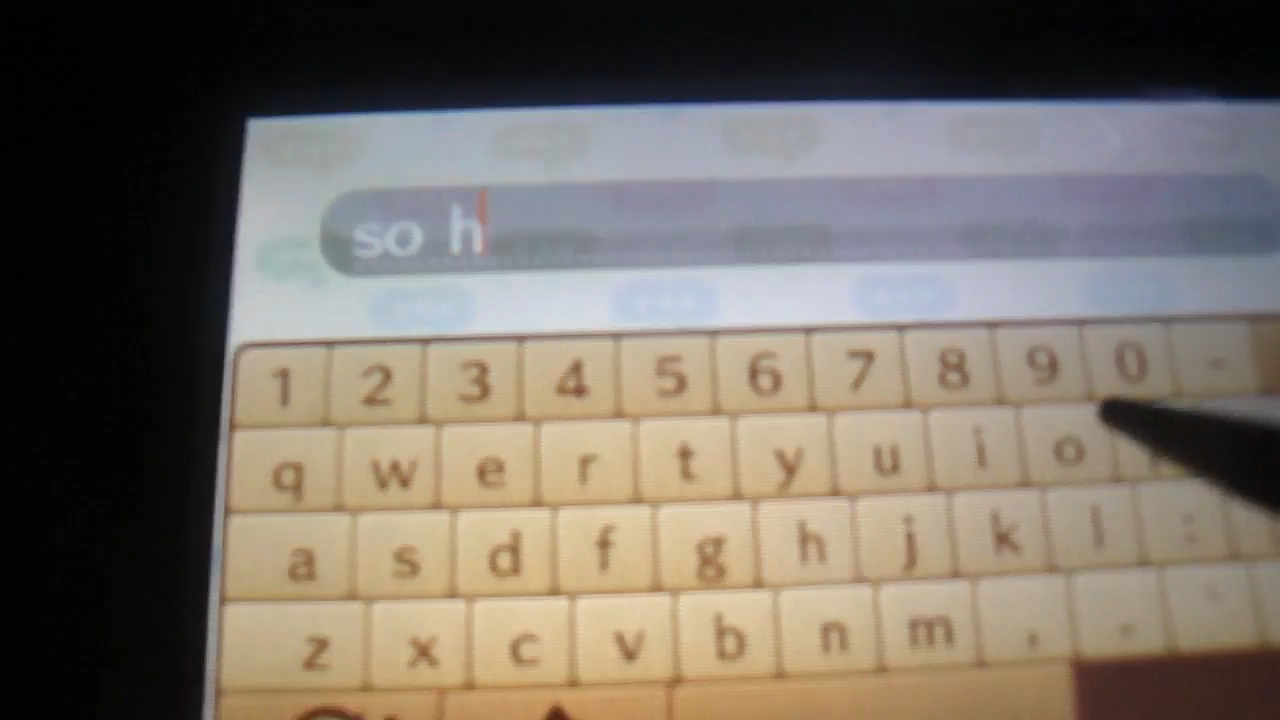 so h
1 2 3 4 5 6 7 8 9 0 -
q w e r t y u i o
a s d f g h j k l :
z x c v b n m , .